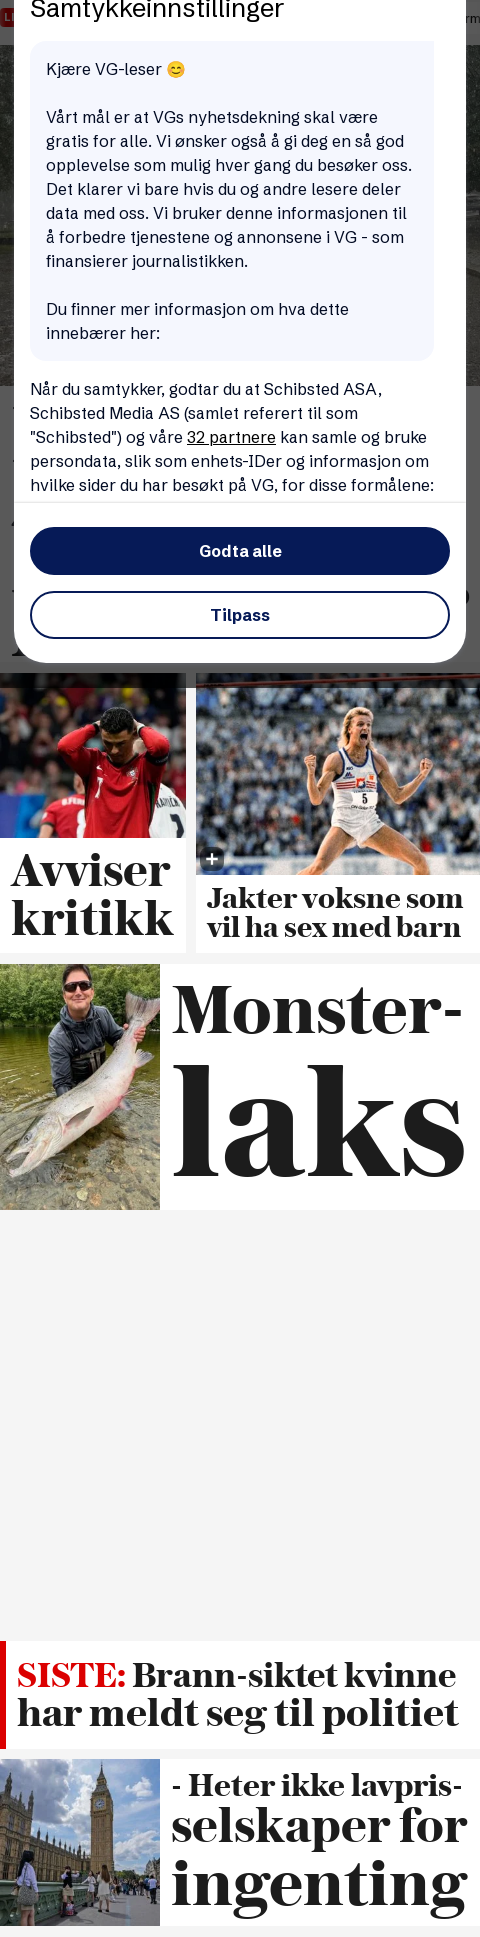 Samtykkeinnstillinger
Kjære VG-leser 😊
Vårt mål er at VGs nyhetsdekning skal være
gratis for alle. Vi ønsker også å gi deg en så god
opplevelse som mulig hver gang du besøker oss.
Det klarer vi bare hvis du og andre lesere deler
data med oss. Vi bruker denne informasjonen til
å forbedre tjenestene og annonsene i VG - som
finansierer journalistikken.
Du finner mer informasjon om hva dette
innebærer her:
Når du samtykker, godtar du at Schibsted ASA,
Schibsted Media AS (samlet referert til som
"Schibsted") og våre 32 partnere kan samle og bruke
persondata, slik som enhets-IDer og informasjon om
hvilke sider du har besøkt på VG, for disse formålene:
Godta alle
Tilpass
Avviser
kritikk
Jakter voksne som
vil ha sex med barn
Monster-
laks
SISTE: Brann-siktet kvinne
har meldt seg til politiet
- Heter ikke lavpris-
selskaper for
ingenting